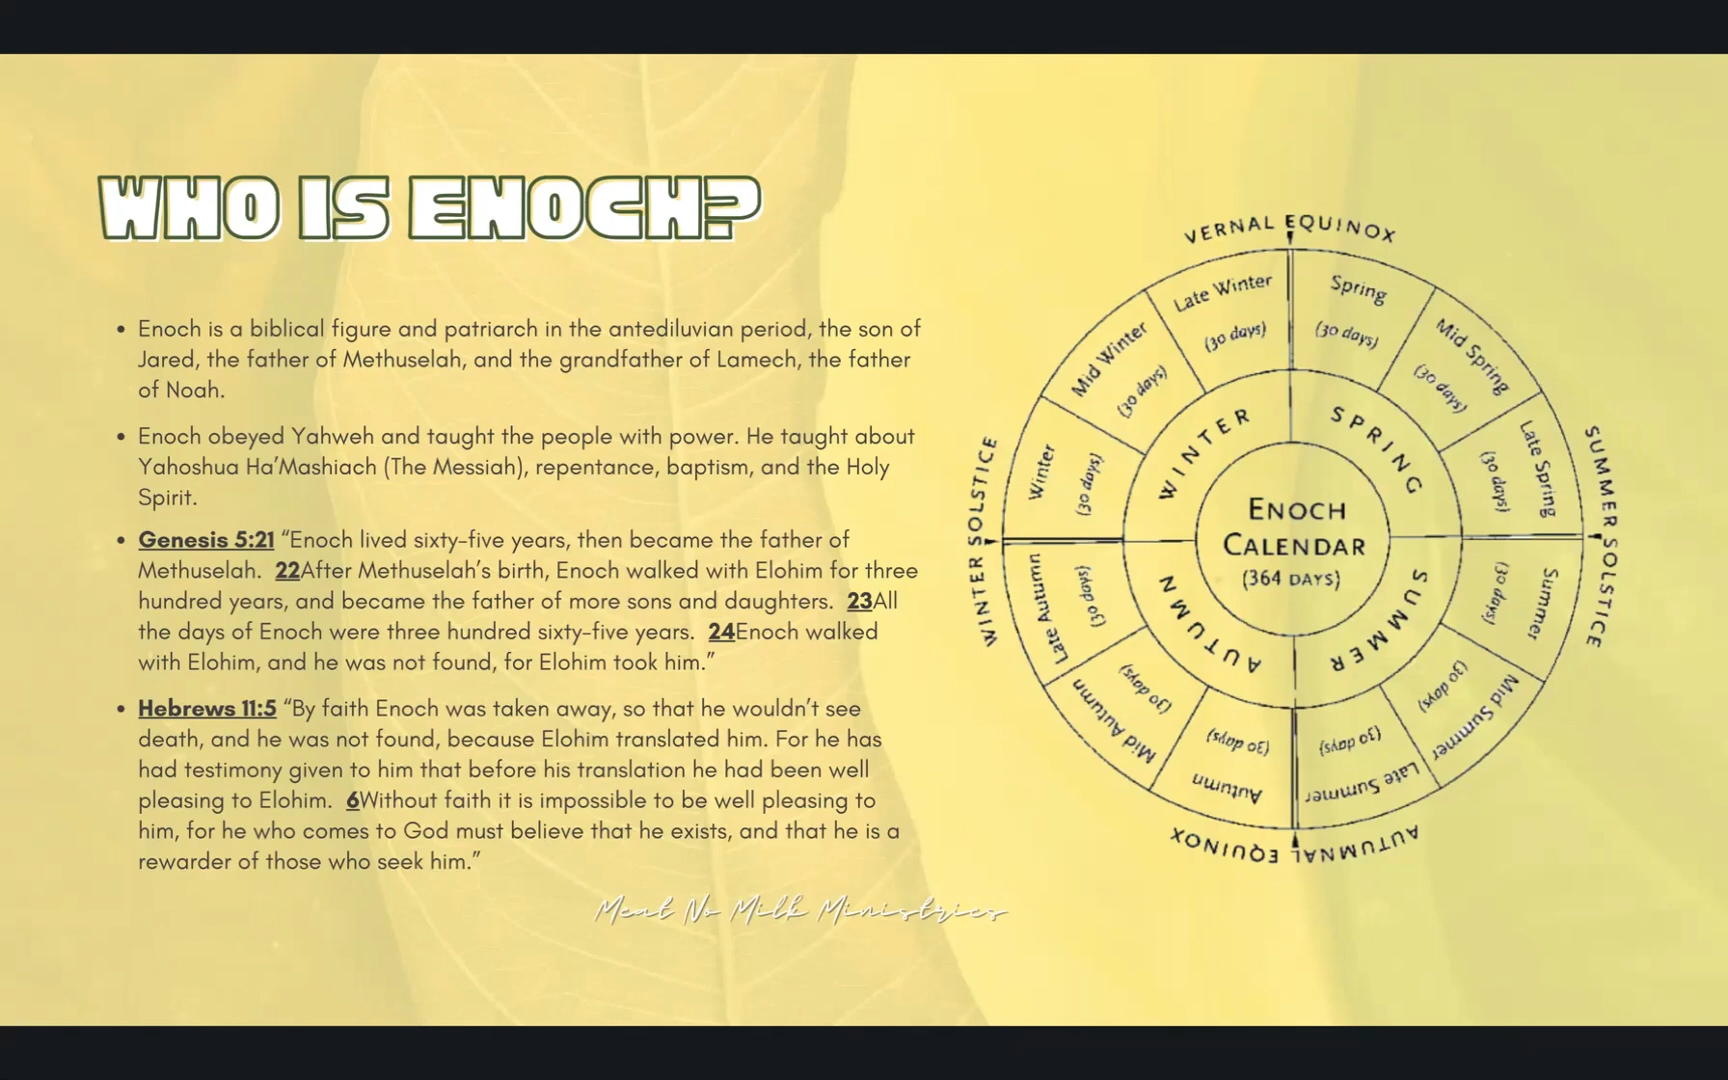 WHO IS ENOCH?
• Enoch is a biblical figure and patriarch in the antediluvian period, the son of
Jared, the father of Methuselah, and the grandfather of Lamech, the father
of Noah.
• Enoch obeyed Yahweh and taught the people with power. He taught about
Yahoshua Ha’Mashiach (The Messiah), repentance, baptism, and the Holy
Spirit.
• Genesis 5:21 “Enoch lived sixty-five years, then became the father of
Methuselah. 22After Methuselah’s birth, Enoch walked with Elohim for three
hundred years, and became the father of more sons and daughters. 23All
the days of Enoch were three hundred sixty-five years. 24Enoch walked
with Elohim, and he was not found, for Elohim took him.”
• Hebrews 11:5 “By faith Enoch was taken away, so that he wouldn’t see
death, and he was not found, because Elohim translated him. For he has
had testimony given to him that before his translation he had been well
pleasing to Elohim. 6Without faith it is impossible to be well pleasing to
him, for he who comes to God must believe that he exists, and that he is a
rewarder of those who seek him.”
Meat No Milk Ministries
VERNAL EQUINOX
SUMMER SOLSTICE
AUTUMNAL EQUINOX
WINTER SOLSTICE
Spring
(30 days)
Mid Spring
(30 days)
Late Spring
(30 days)
Summer
(30 days)
Mid Summer
(30 days)
Late Summer
(30 days)
Autumn
(30 days)
Mid Autumn
(30 days)
Late Autumn
(30 days)
Winter
(30 days)
Mid Winter
(30 days)
Late Winter
(30 days)
SPRING
SUMMER
AUTUMN
WINTER
ENOCH
CALENDAR
(364 DAYS)